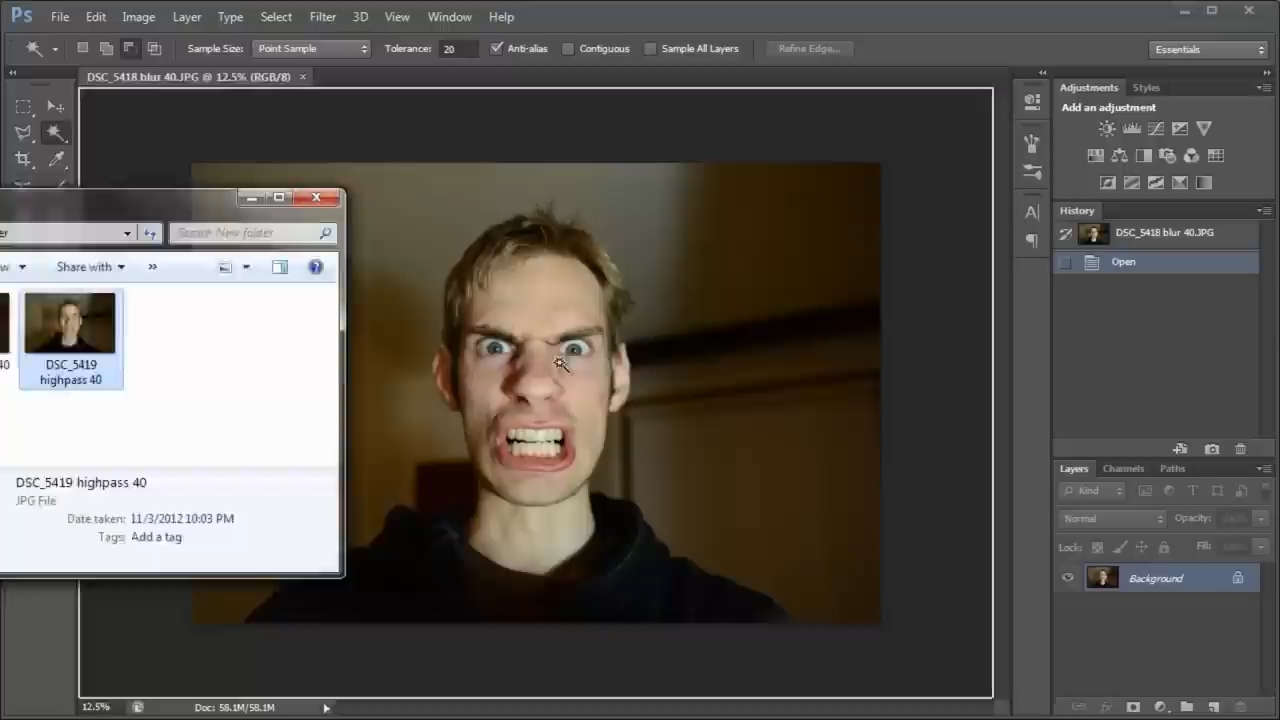 Ps File Edit Image Layer Type Select Filter 3D View Window Help
Sample Size: Point Sample Tolerance: 20 Anti-alias Contiguous Sample All Layers Refine Edge... Essentials
DSC_5418 blur 40.JPG @ 12.5% (RGB/8) ×
Adjustments Styles
Add an adjustment
History
DSC_5418 blur 40.JPG
Open
Search New folder
Share with »
DSC_5419
highpass 40
40
DSC_5419 highpass 40
JPG File
Date taken: 11/3/2012 10:03 PM
Tags: Add a tag
Layers Channels Paths
Kind
Normal Opacity:
Lock: Fill:
Background
12.5% Doc: 58.1M/58.1M